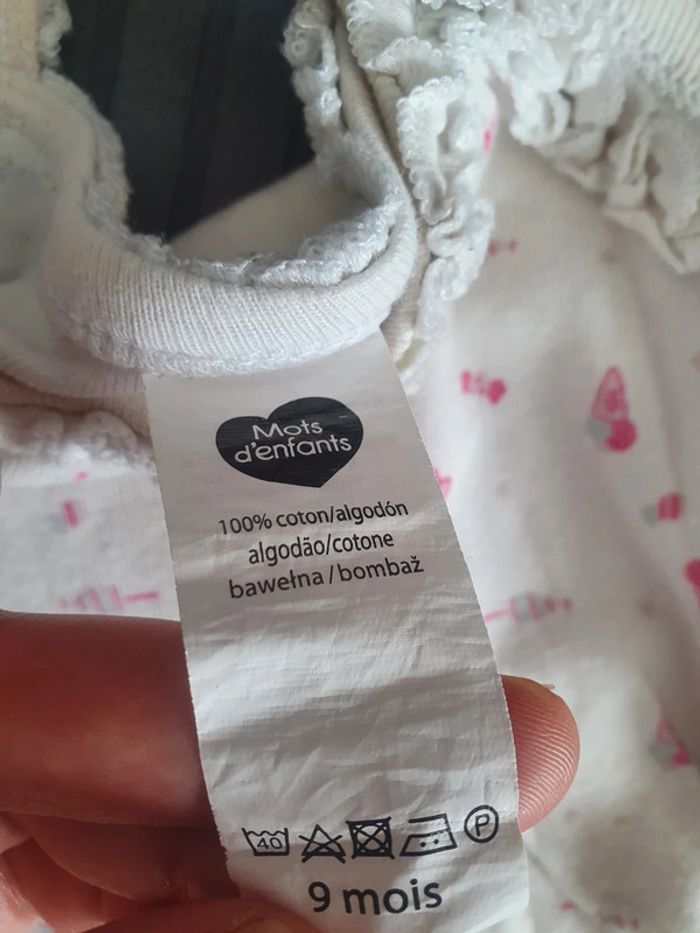 Mots
d'enfants
100% coton/algodón
algodão/cotone
bawełna/bombaž
40
P
9 mois